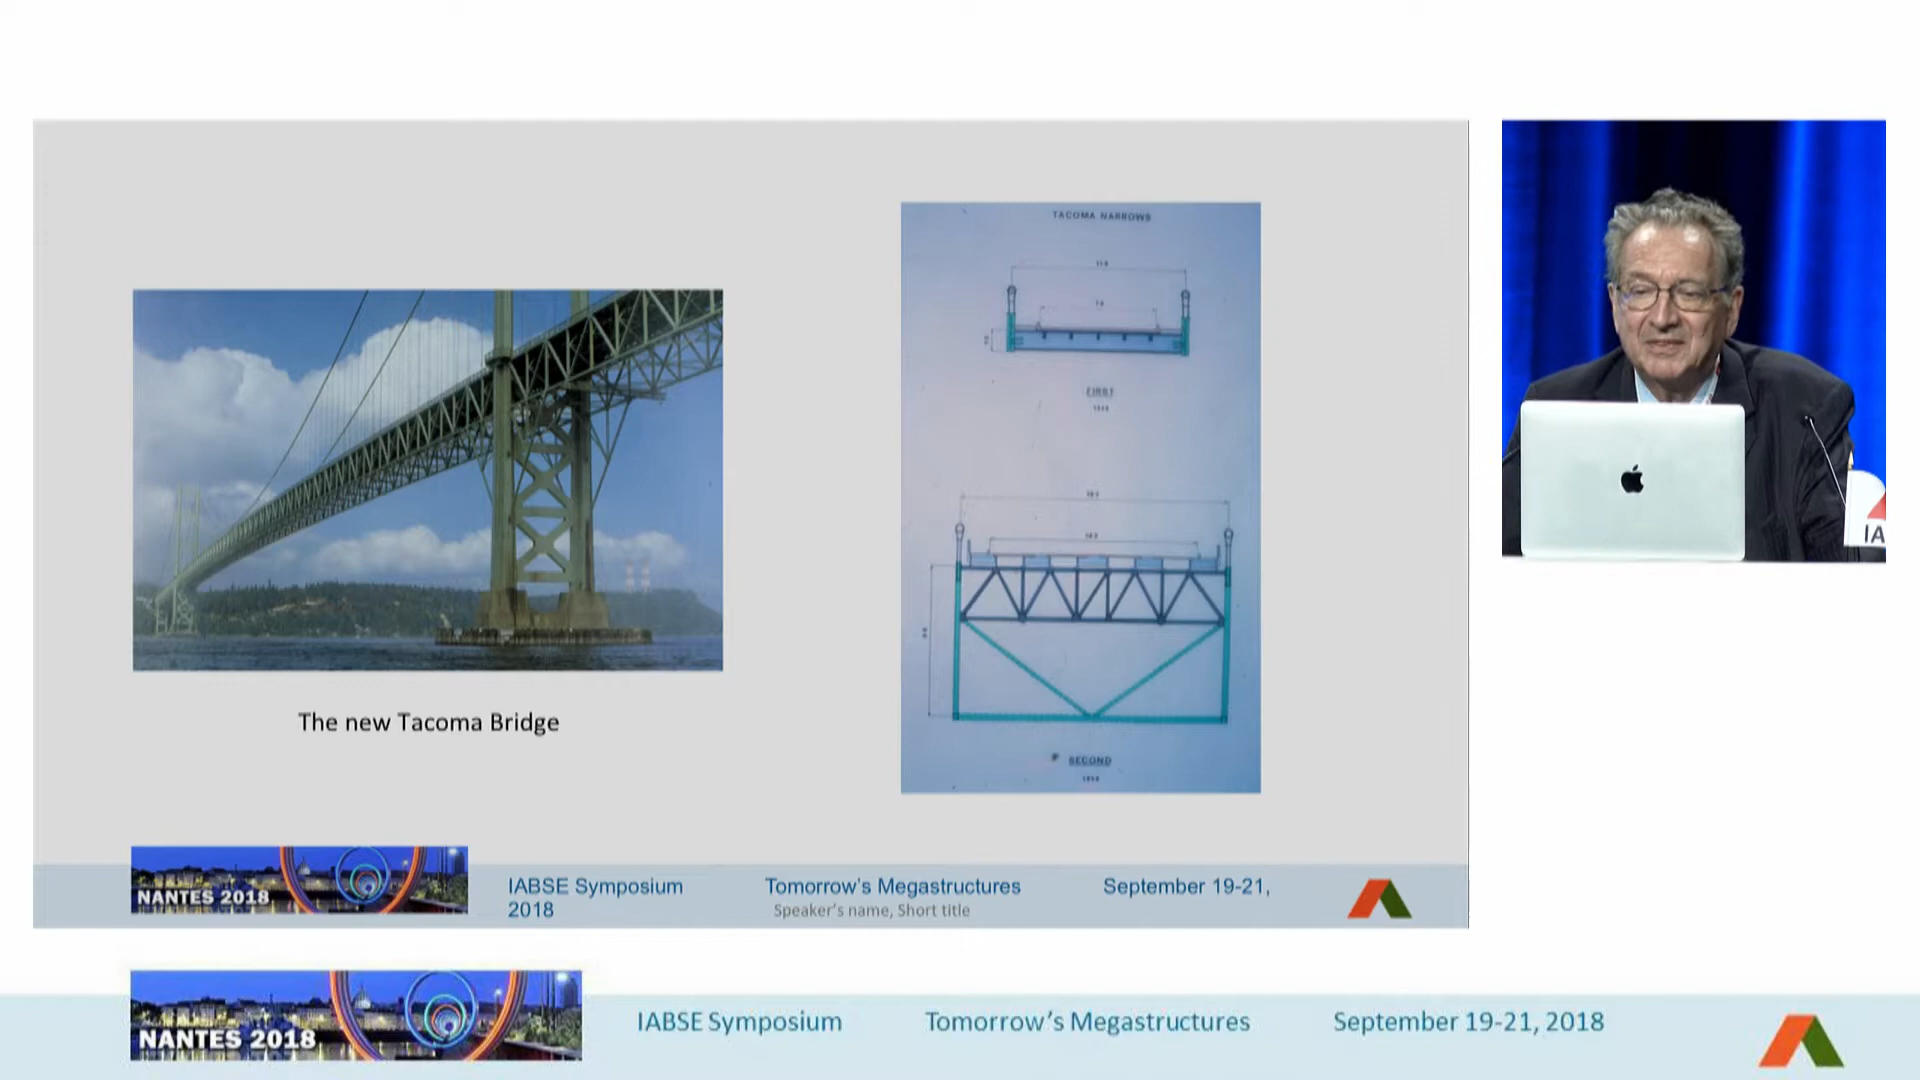 TACOMA NARROWS
FIRST
SECOND
The new Tacoma Bridge
NANTES 2018
IABSE Symposium
2018
Tomorrow's Megastructures
Speaker's name, Short title
September 19-21,
IA
NANTES 2018
IABSE Symposium
Tomorrow's Megastructures
September 19-21, 2018